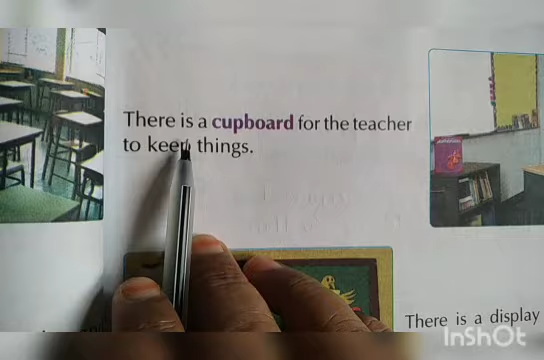 There is a cupboard for the teacher
to keep things.
There is a display
InShOt